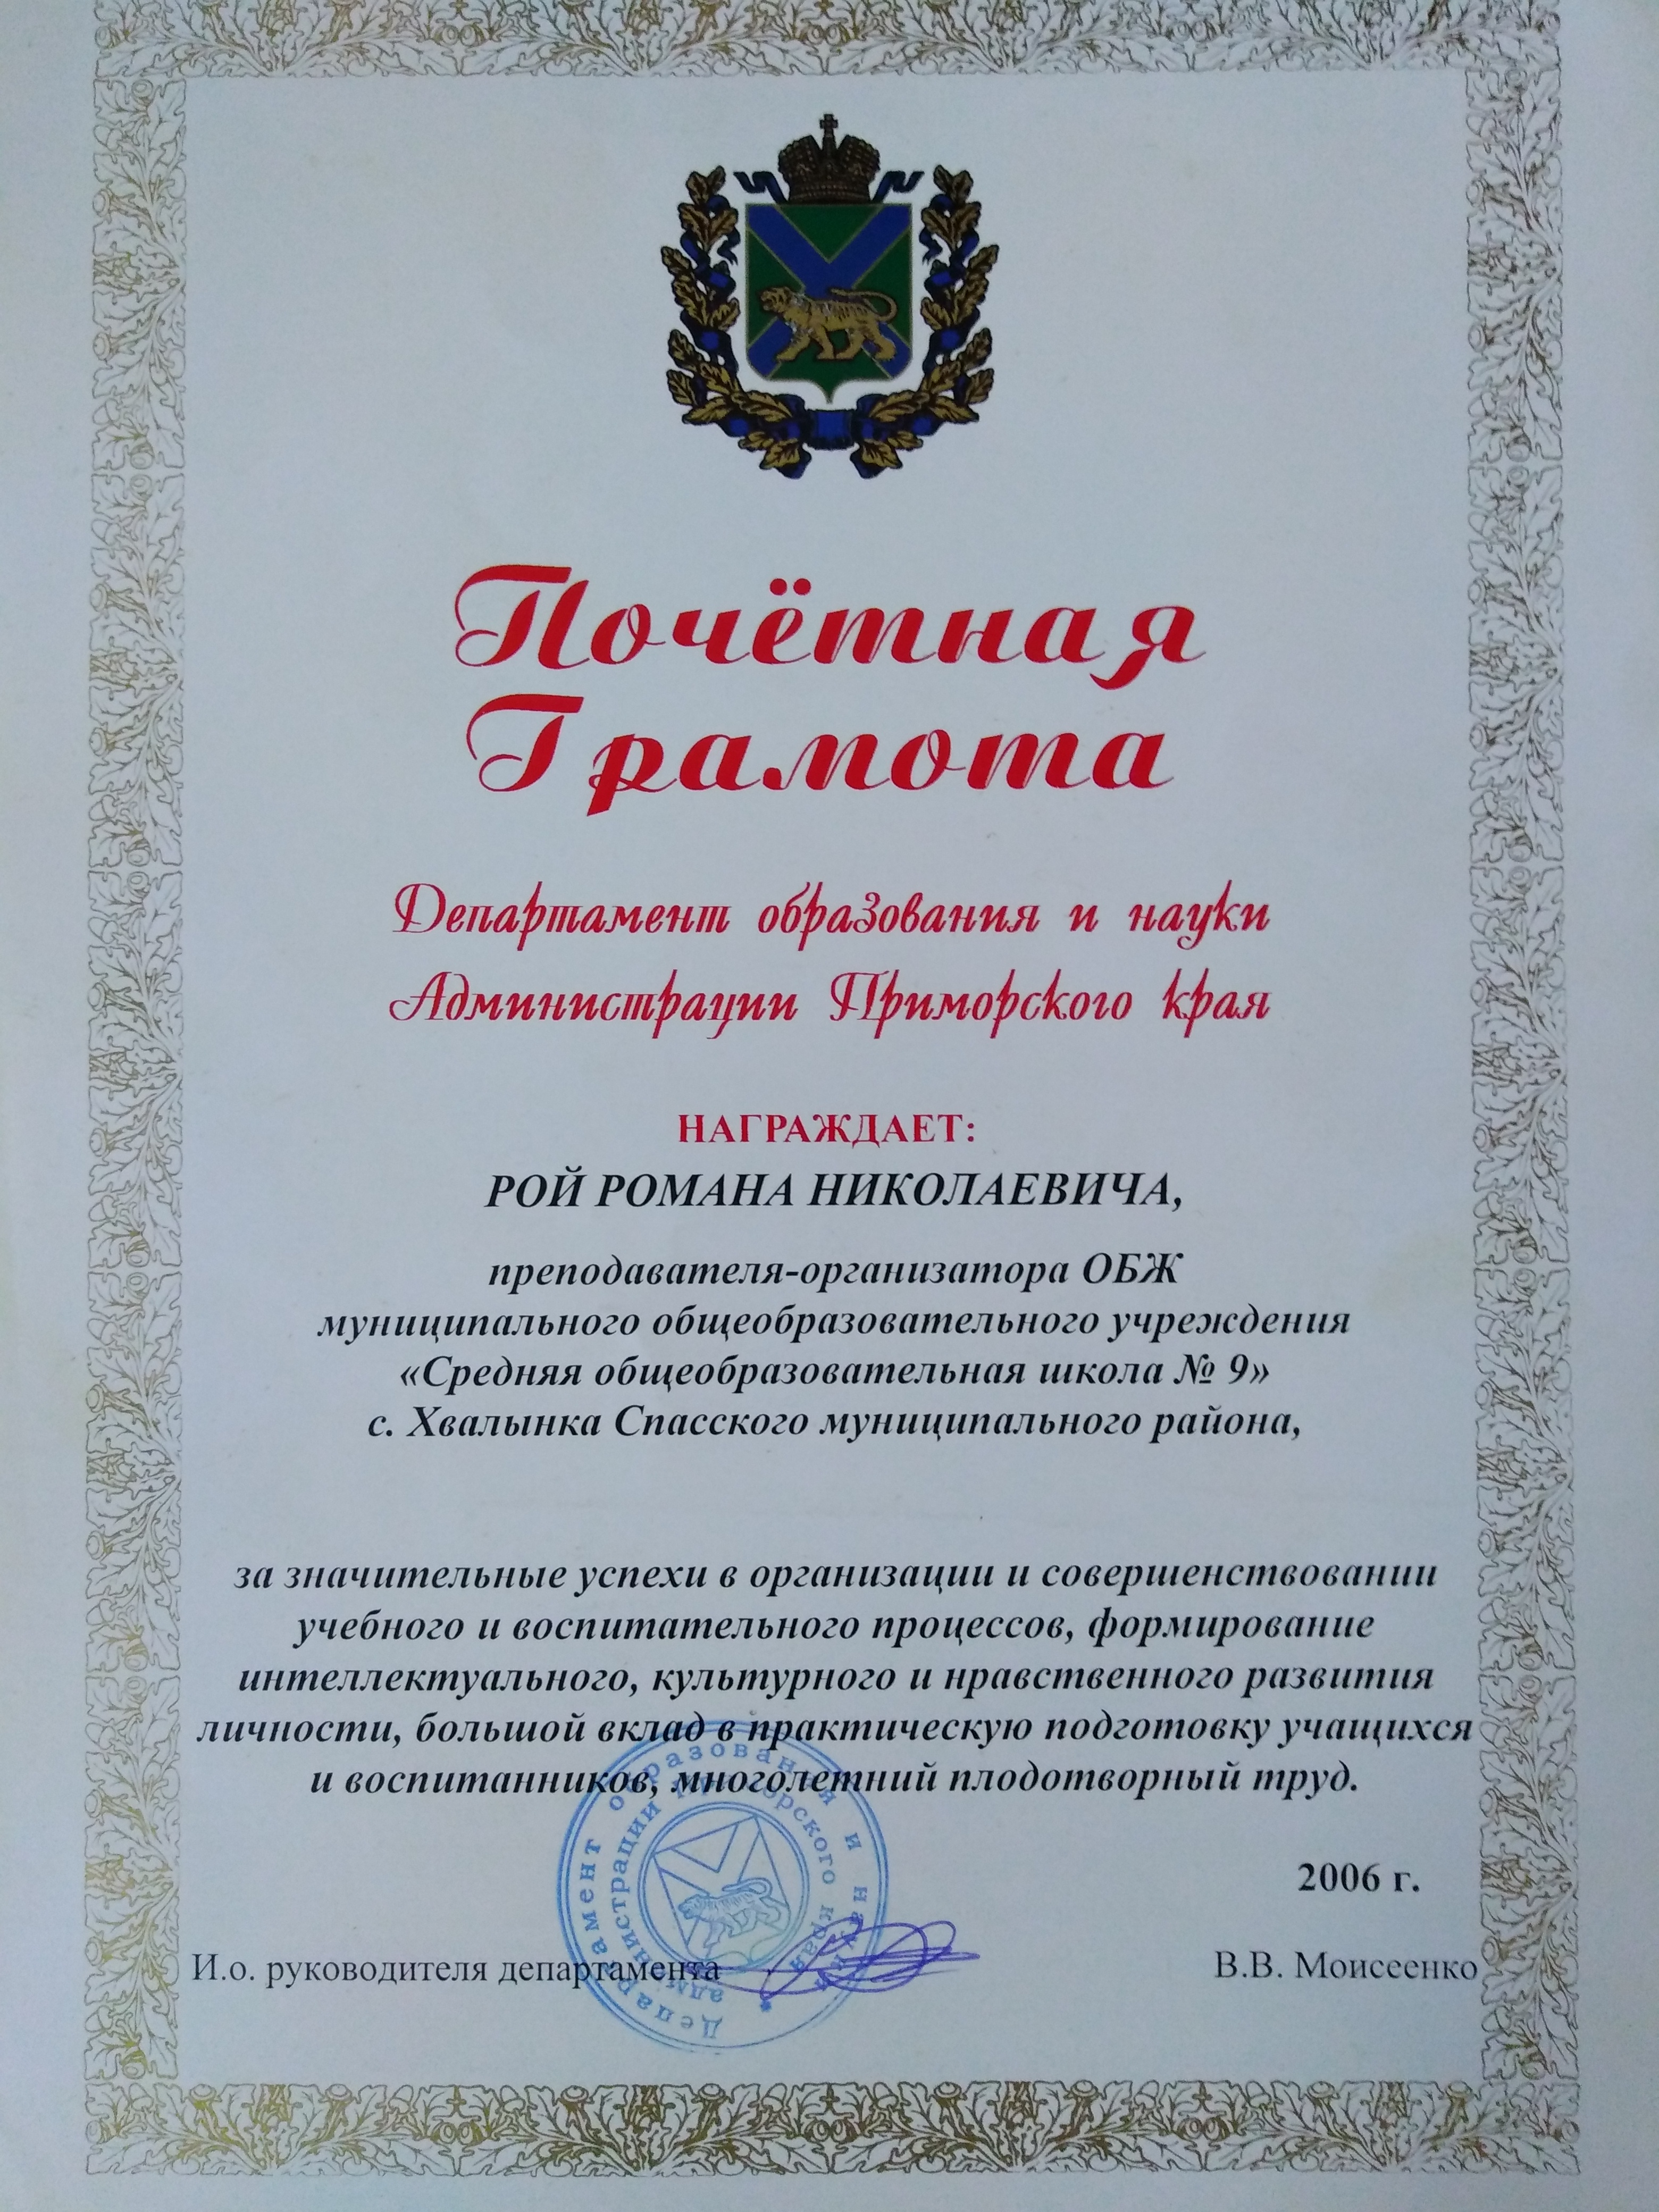 Почётная
Грамота
Департамент образования и науки
Администрации Приморского края
НАГРАЖДАЕТ:
РОЙ РОМАНА НИКОЛАЕВИЧА,
преподавателя-организатора ОБЖ
муниципального общеобразовательного учреждения
«Средняя общеобразовательная школа № 9»
с. Хвалынка Спасского муниципального района,
за значительные успехи в организации и совершенствовании
учебного и воспитательного процессов, формирование
интеллектуального, культурного и нравственного развития
личности, большой вклад в практическую подготовку учащихся
и воспитанников, многолетний плодотворный труд.
2006 г.
И.о. руководителя департамента В.В. Моисеенко
Департамент образования и науки
администрации Приморского края